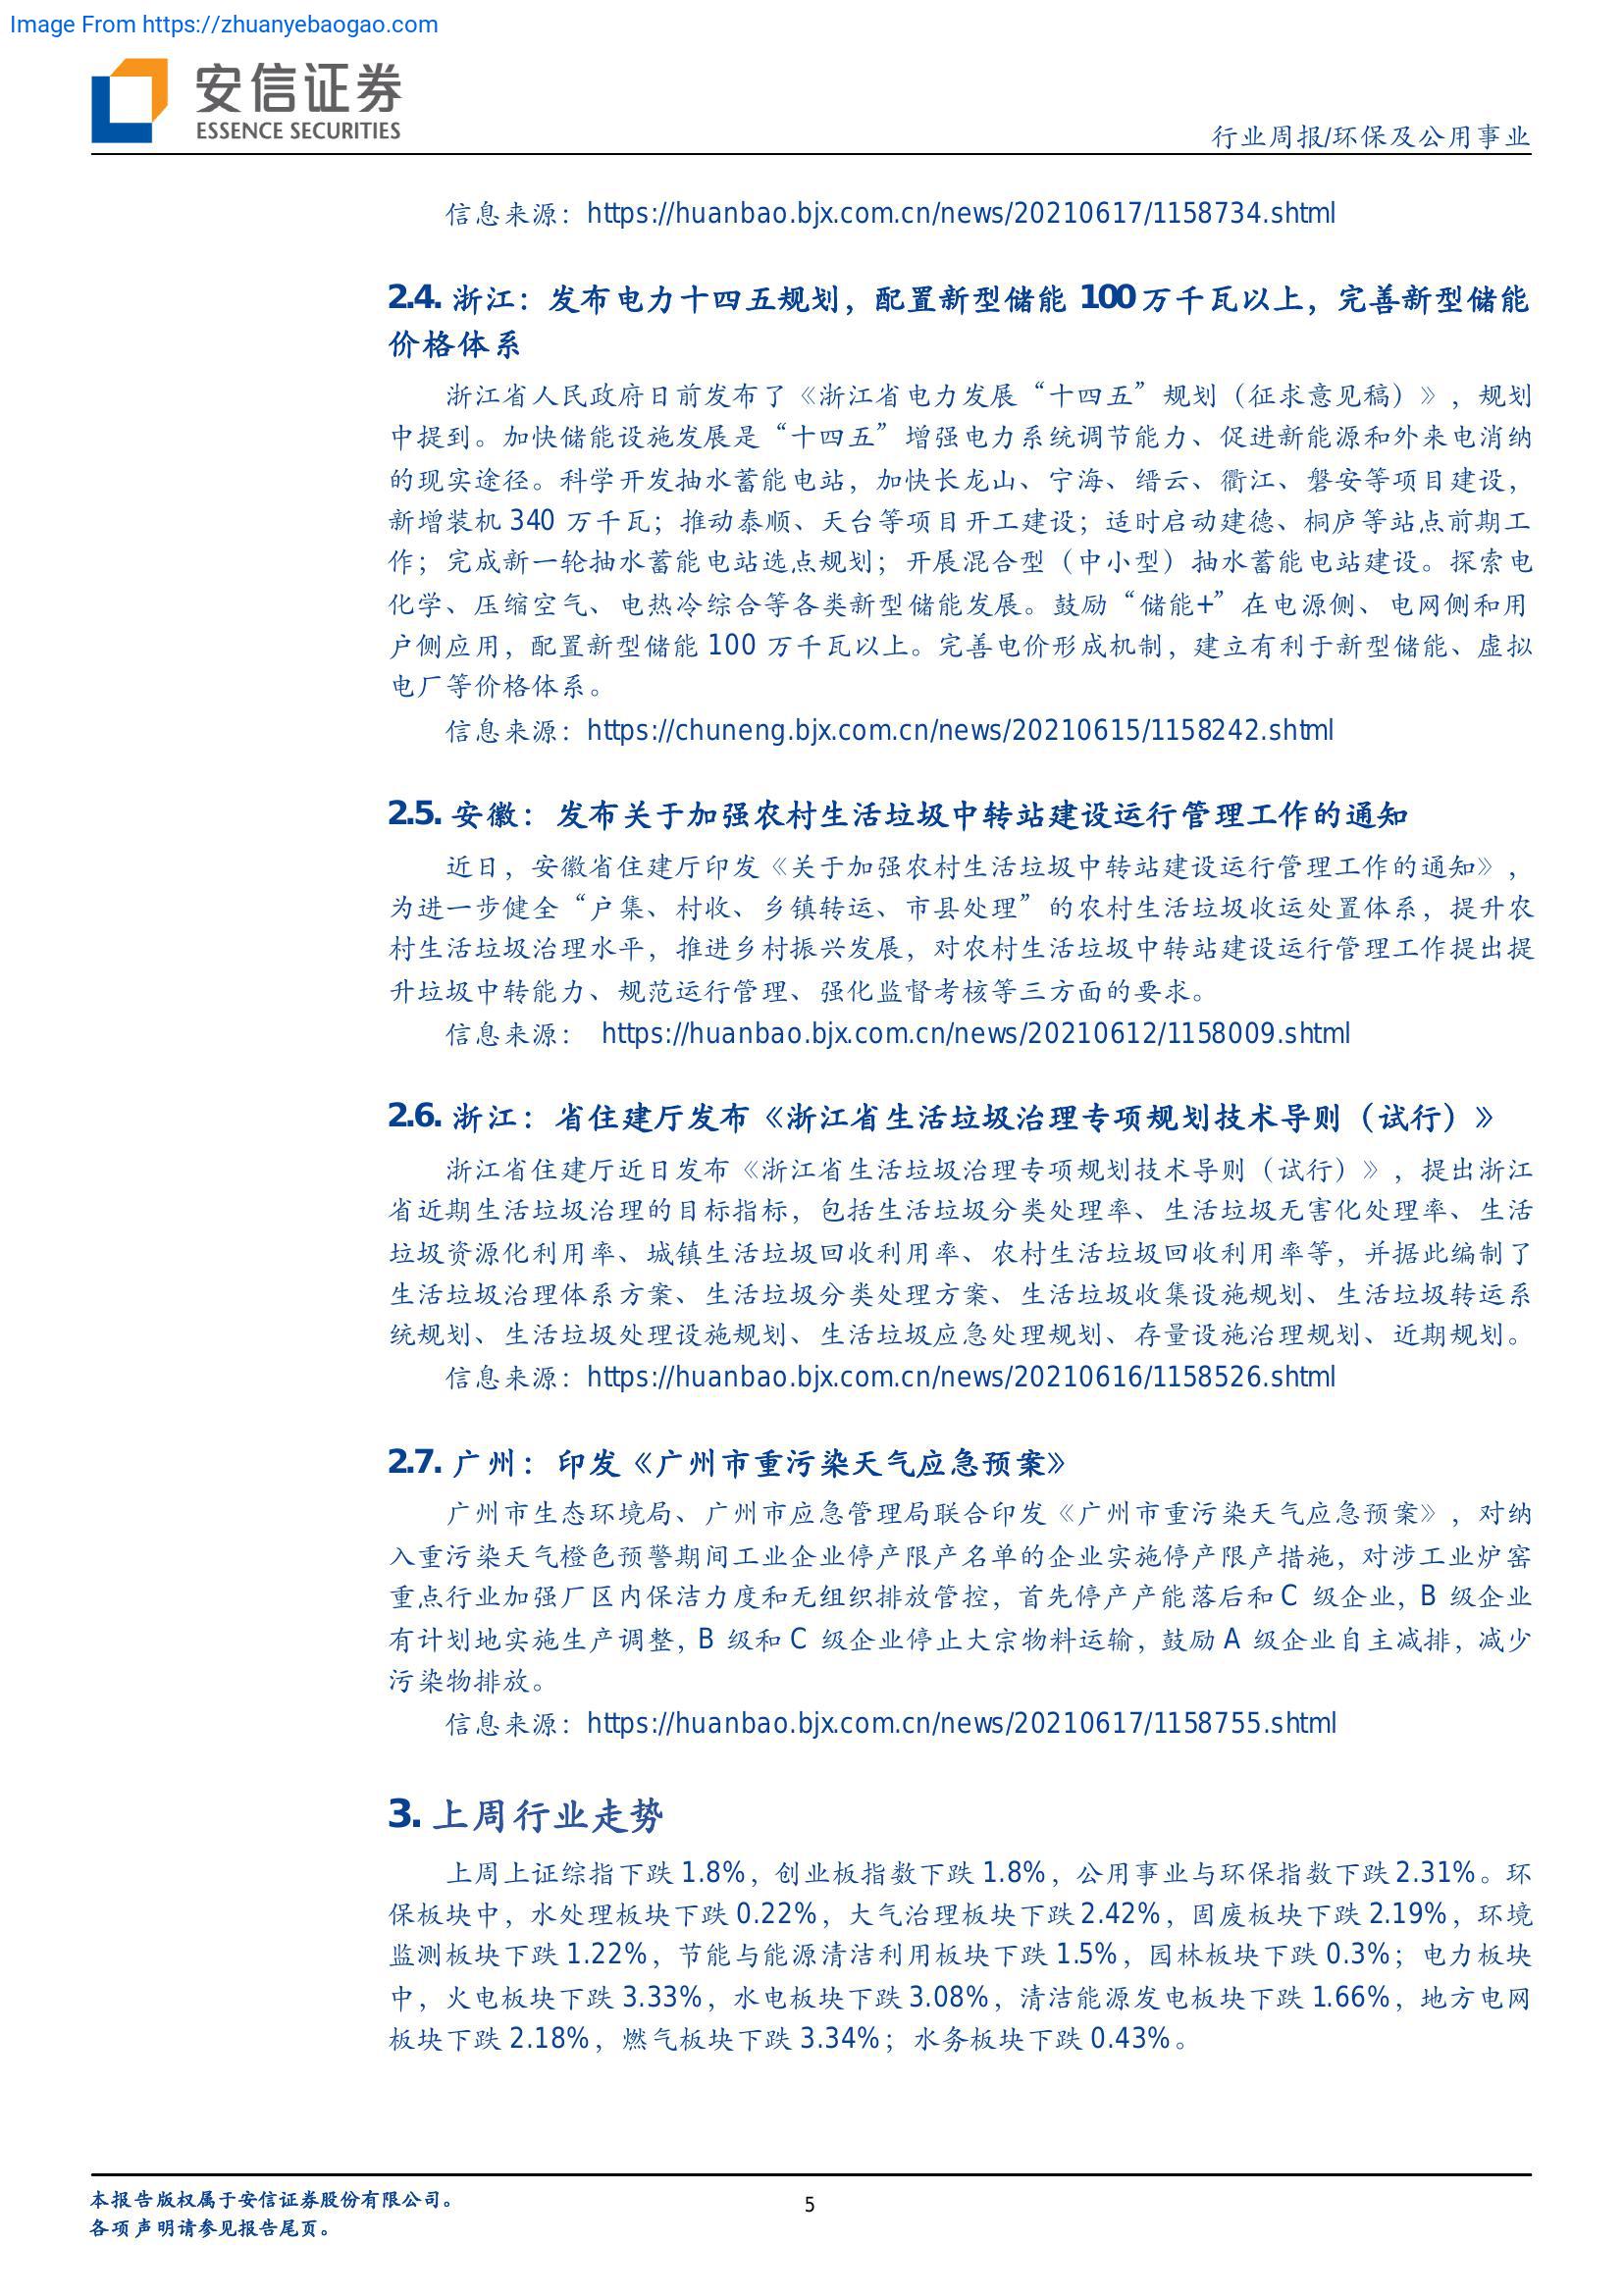 Image From https://zhuanyebaogao.com
安信证券
ESSENCE SECURITIES
行业周报/环保及公用事业
信息来源：https://huanbao.bjx.com.cn/news/20210617/1158734.shtml
2.4. 浙江：发布电力十四五规划，配置新型储能 100 万千瓦以上，完善新型储能
价格体系
浙江省人民政府日前发布了《浙江省电力发展“十四五”规划（征求意见稿）》，规划
中提到。加快储能设施发展是“十四五”增强电力系统调节能力、促进新能源和外来电消纳
的现实途径。科学开发抽水蓄能电站，加快长龙山、宁海、缙云、衢江、磐安等项目建设，
新增装机 340 万千瓦；推动泰顺、天台等项目开工建设；适时启动建德、桐庐等站点前期工
作；完成新一轮抽水蓄能电站选点规划；开展混合型（中小型）抽水蓄能电站建设。探索电
化学、压缩空气、电热冷综合等各类新型储能发展。鼓励“储能+”在电源侧、电网侧和用
户侧应用，配置新型储能 100 万千瓦以上。完善电价形成机制，建立有利于新型储能、虚拟
电厂等价格体系。
信息来源：https://chuneng.bjx.com.cn/news/20210615/1158242.shtml
2.5. 安徽：发布关于加强农村生活垃圾中转站建设运行管理工作的通知
近日，安徽省住建厅印发《关于加强农村生活垃圾中转站建设运行管理工作的通知》，
为进一步健全“户集、村收、乡镇转运、市县处理”的农村生活垃圾收运处置体系，提升农
村生活垃圾治理水平，推进乡村振兴发展，对农村生活垃圾中转站建设运行管理工作提出提
升垃圾中转能力、规范运行管理、强化监督考核等三方面的要求。
信息来源： https://huanbao.bjx.com.cn/news/20210612/1158009.shtml
2.6. 浙江：省住建厅发布《浙江省生活垃圾治理专项规划技术导则（试行）》
浙江省住建厅近日发布《浙江省生活垃圾治理专项规划技术导则（试行）》，提出浙江
省近期生活垃圾治理的目标指标，包括生活垃圾分类处理率、生活垃圾无害化处理率、生活
垃圾资源化利用率、城镇生活垃圾回收利用率、农村生活垃圾回收利用率等，并据此编制了
生活垃圾治理体系方案、生活垃圾分类处理方案、生活垃圾收集设施规划、生活垃圾转运系
统规划、生活垃圾处理设施规划、生活垃圾应急处理规划、存量设施治理规划、近期规划。
信息来源：https://huanbao.bjx.com.cn/news/20210616/1158526.shtml
2.7. 广州：印发《广州市重污染天气应急预案》
广州市生态环境局、广州市应急管理局联合印发《广州市重污染天气应急预案》，对纳
入重污染天气橙色预警期间工业企业停产限产名单的企业实施停产限产措施，对涉工业炉窑
重点行业加强厂区内保洁力度和无组织排放管控，首先停产产能落后和 C 级企业，B 级企业
有计划地实施生产调整，B 级和 C 级企业停止大宗物料运输，鼓励 A 级企业自主减排，减少
污染物排放。
信息来源：https://huanbao.bjx.com.cn/news/20210617/1158755.shtml
3. 上周行业走势
上周上证综指下跌 1.8%，创业板指数下跌 1.8%，公用事业与环保指数下跌 2.31%。环
保板块中，水处理板块下跌 0.22%，大气治理板块下跌 2.42%，固废板块下跌 2.19%，环境
监测板块下跌 1.22%，节能与能源清洁利用板块下跌 1.5%，园林板块下跌 0.3%；电力板块
中，火电板块下跌 3.33%，水电板块下跌 3.08%，清洁能源发电板块下跌 1.66%，地方电网
板块下跌 2.18%，燃气板块下跌 3.34%；水务板块下跌 0.43%。
本报告版权属于安信证券股份有限公司。
各项声明请参见报告尾页。
5